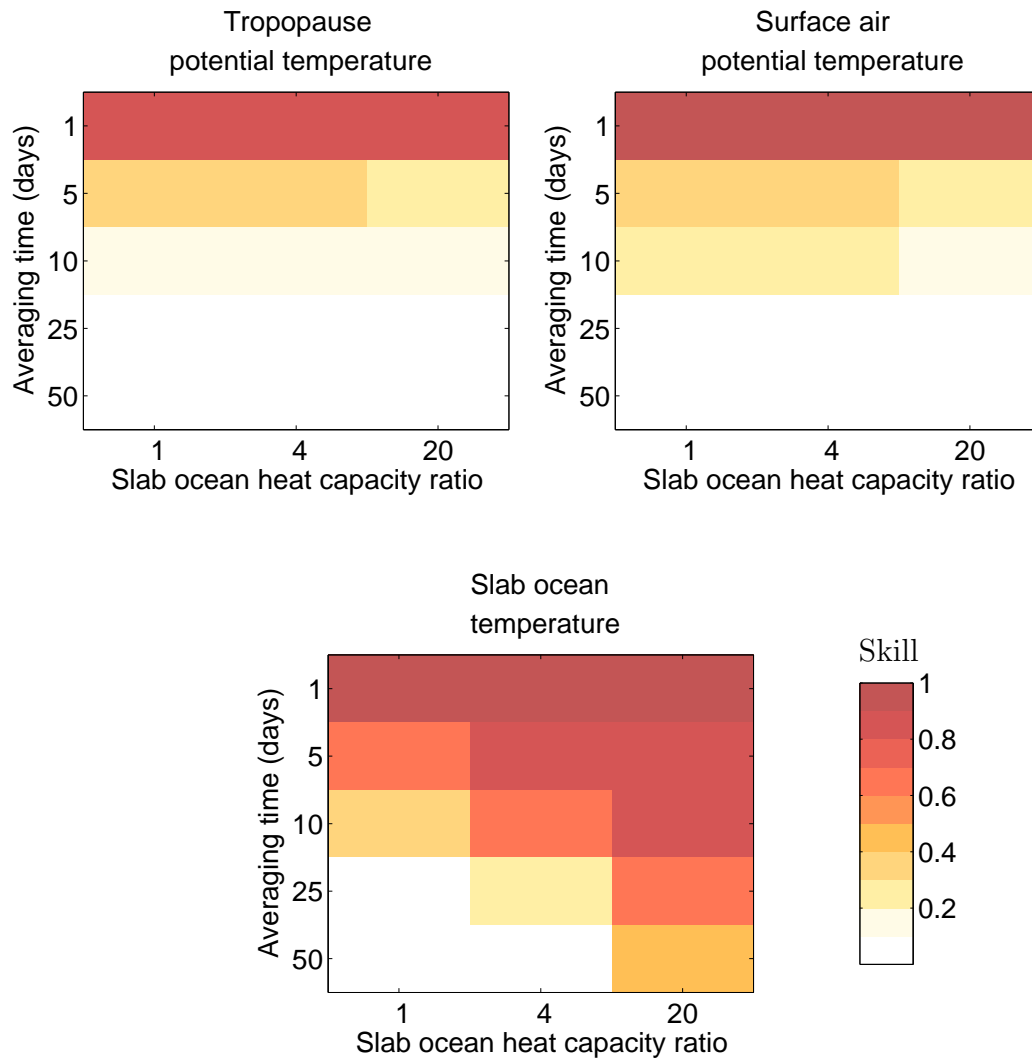 Tropopause
potential temperature
Averaging time (days)
1
5
10
25
50
1 4 20
Slab ocean heat capacity ratio
Surface air
potential temperature
Averaging time (days)
1
5
10
25
50
1 4 20
Slab ocean heat capacity ratio
Slab ocean
temperature
Averaging time (days)
1
5
10
25
50
1 4 20
Slab ocean heat capacity ratio
Skill
1
0.8
0.6
0.4
0.2